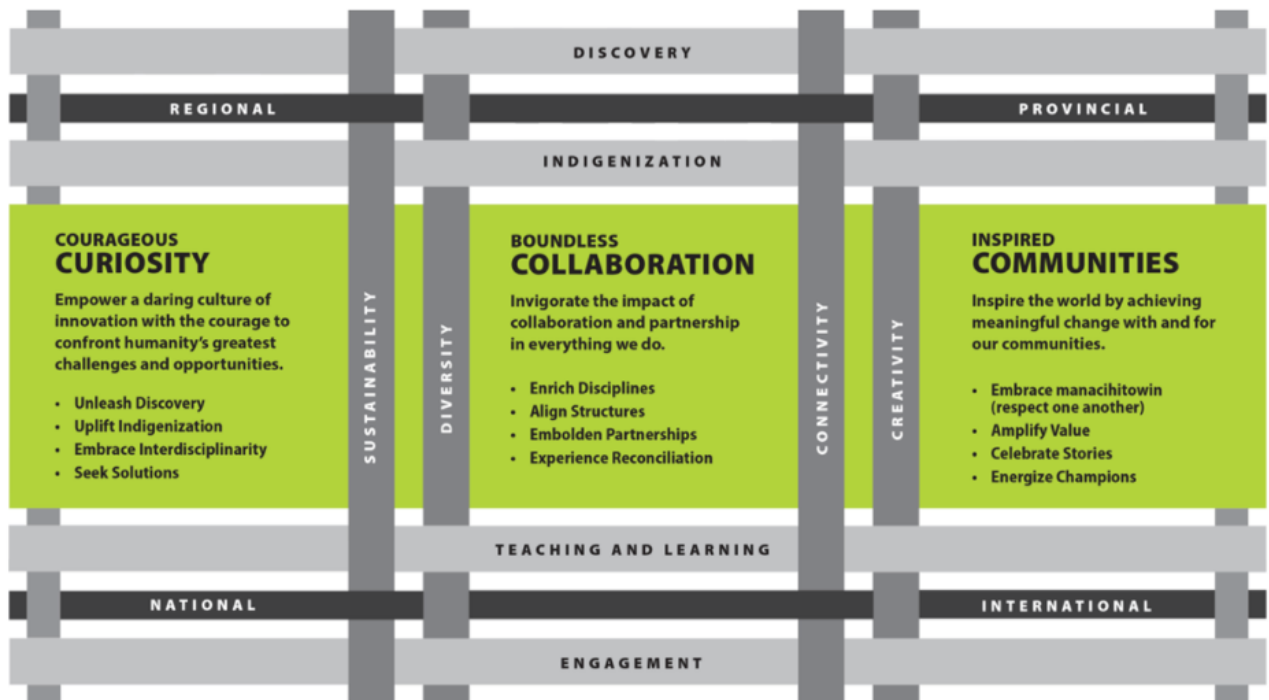 DISCOVERY
REGIONAL
PROVINCIAL
INDIGENIZATION
COURAGEOUS
CURIOSITY
Empower a daring culture of
innovation with the courage to
confront humanity's greatest
challenges and opportunities.
• Unleash Discovery
• Uplift Indigenization
• Embrace Interdisciplinarity
• Seek Solutions
SUSTAINABILITY
DIVERSITY
BOUNDLESS
COLLABORATION
Invigorate the impact of
collaboration and partnership
in everything we do.
• Enrich Disciplines
• Align Structures
• Embolden Partnerships
• Experience Reconciliation
CONNECTIVITY
CREATIVITY
INSPIRED
COMMUNITIES
Inspire the world by achieving
meaningful change with and for
our communities.
• Embrace manacihitowin
(respect one another)
• Amplify Value
• Celebrate Stories
• Energize Champions
TEACHING AND LEARNING
NATIONAL
INTERNATIONAL
ENGAGEMENT